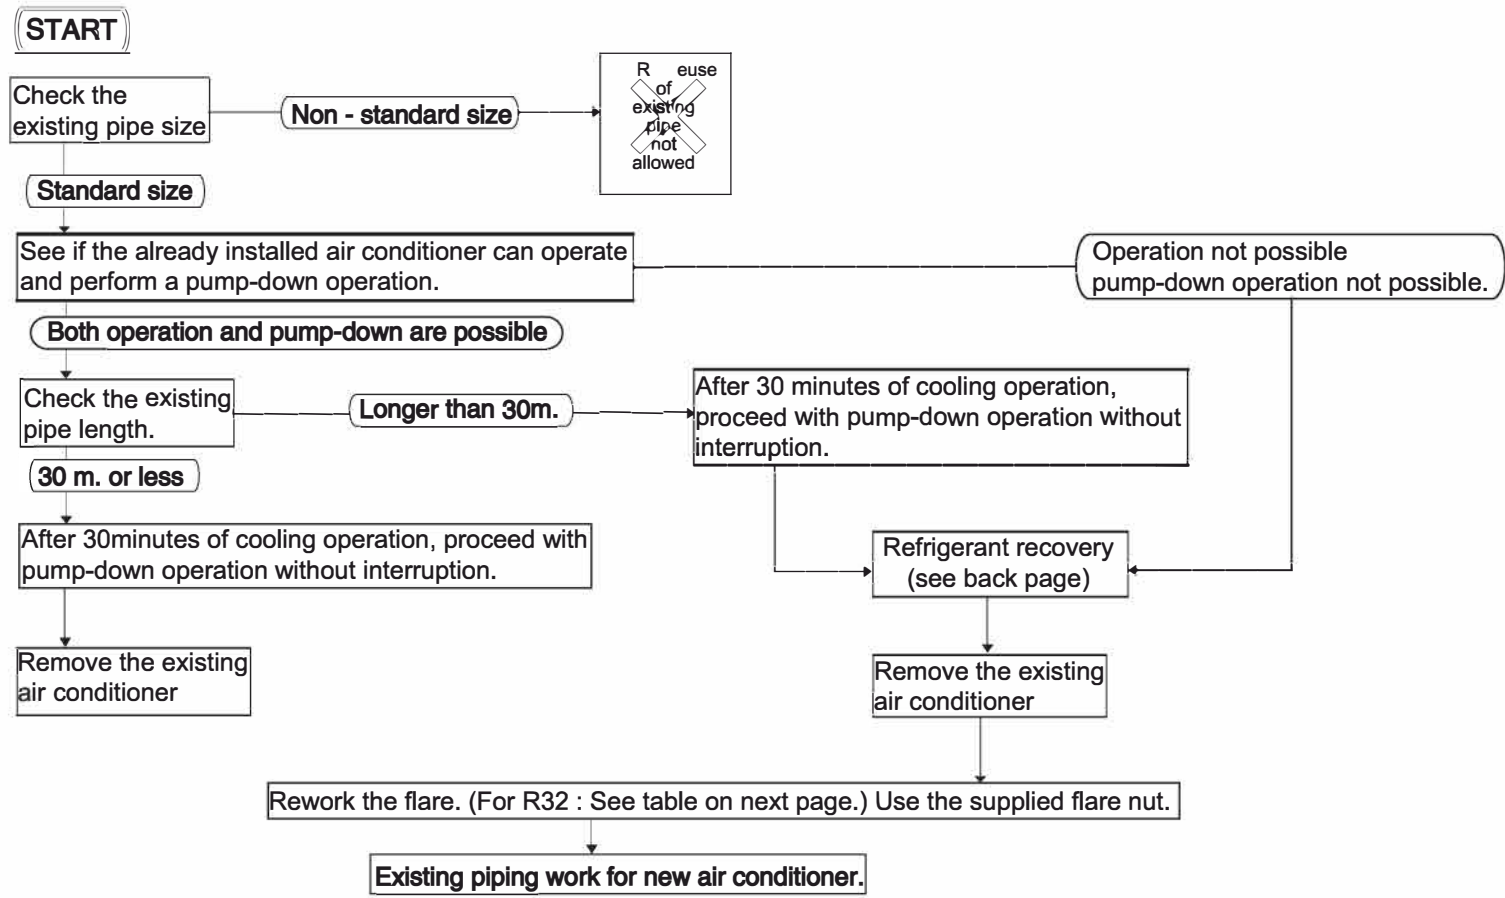 START
Check the
existing pipe size
Non - standard size
R euse
of
existing
pipe
not
allowed
Standard size
See if the already installed air conditioner can operate
and perform a pump-down operation.
Operation not possible
pump-down operation not possible.
Both operation and pump-down are possible
Check the existing
pipe length.
Longer than 30m.
After 30 minutes of cooling operation,
proceed with pump-down operation without
interruption.
30 m. or less
After 30minutes of cooling operation, proceed with
pump-down operation without interruption.
Refrigerant recovery
(see back page)
Remove the existing
air conditioner
Remove the existing
air conditioner
Rework the flare. (For R32 : See table on next page.) Use the supplied flare nut.
Existing piping work for new air conditioner.